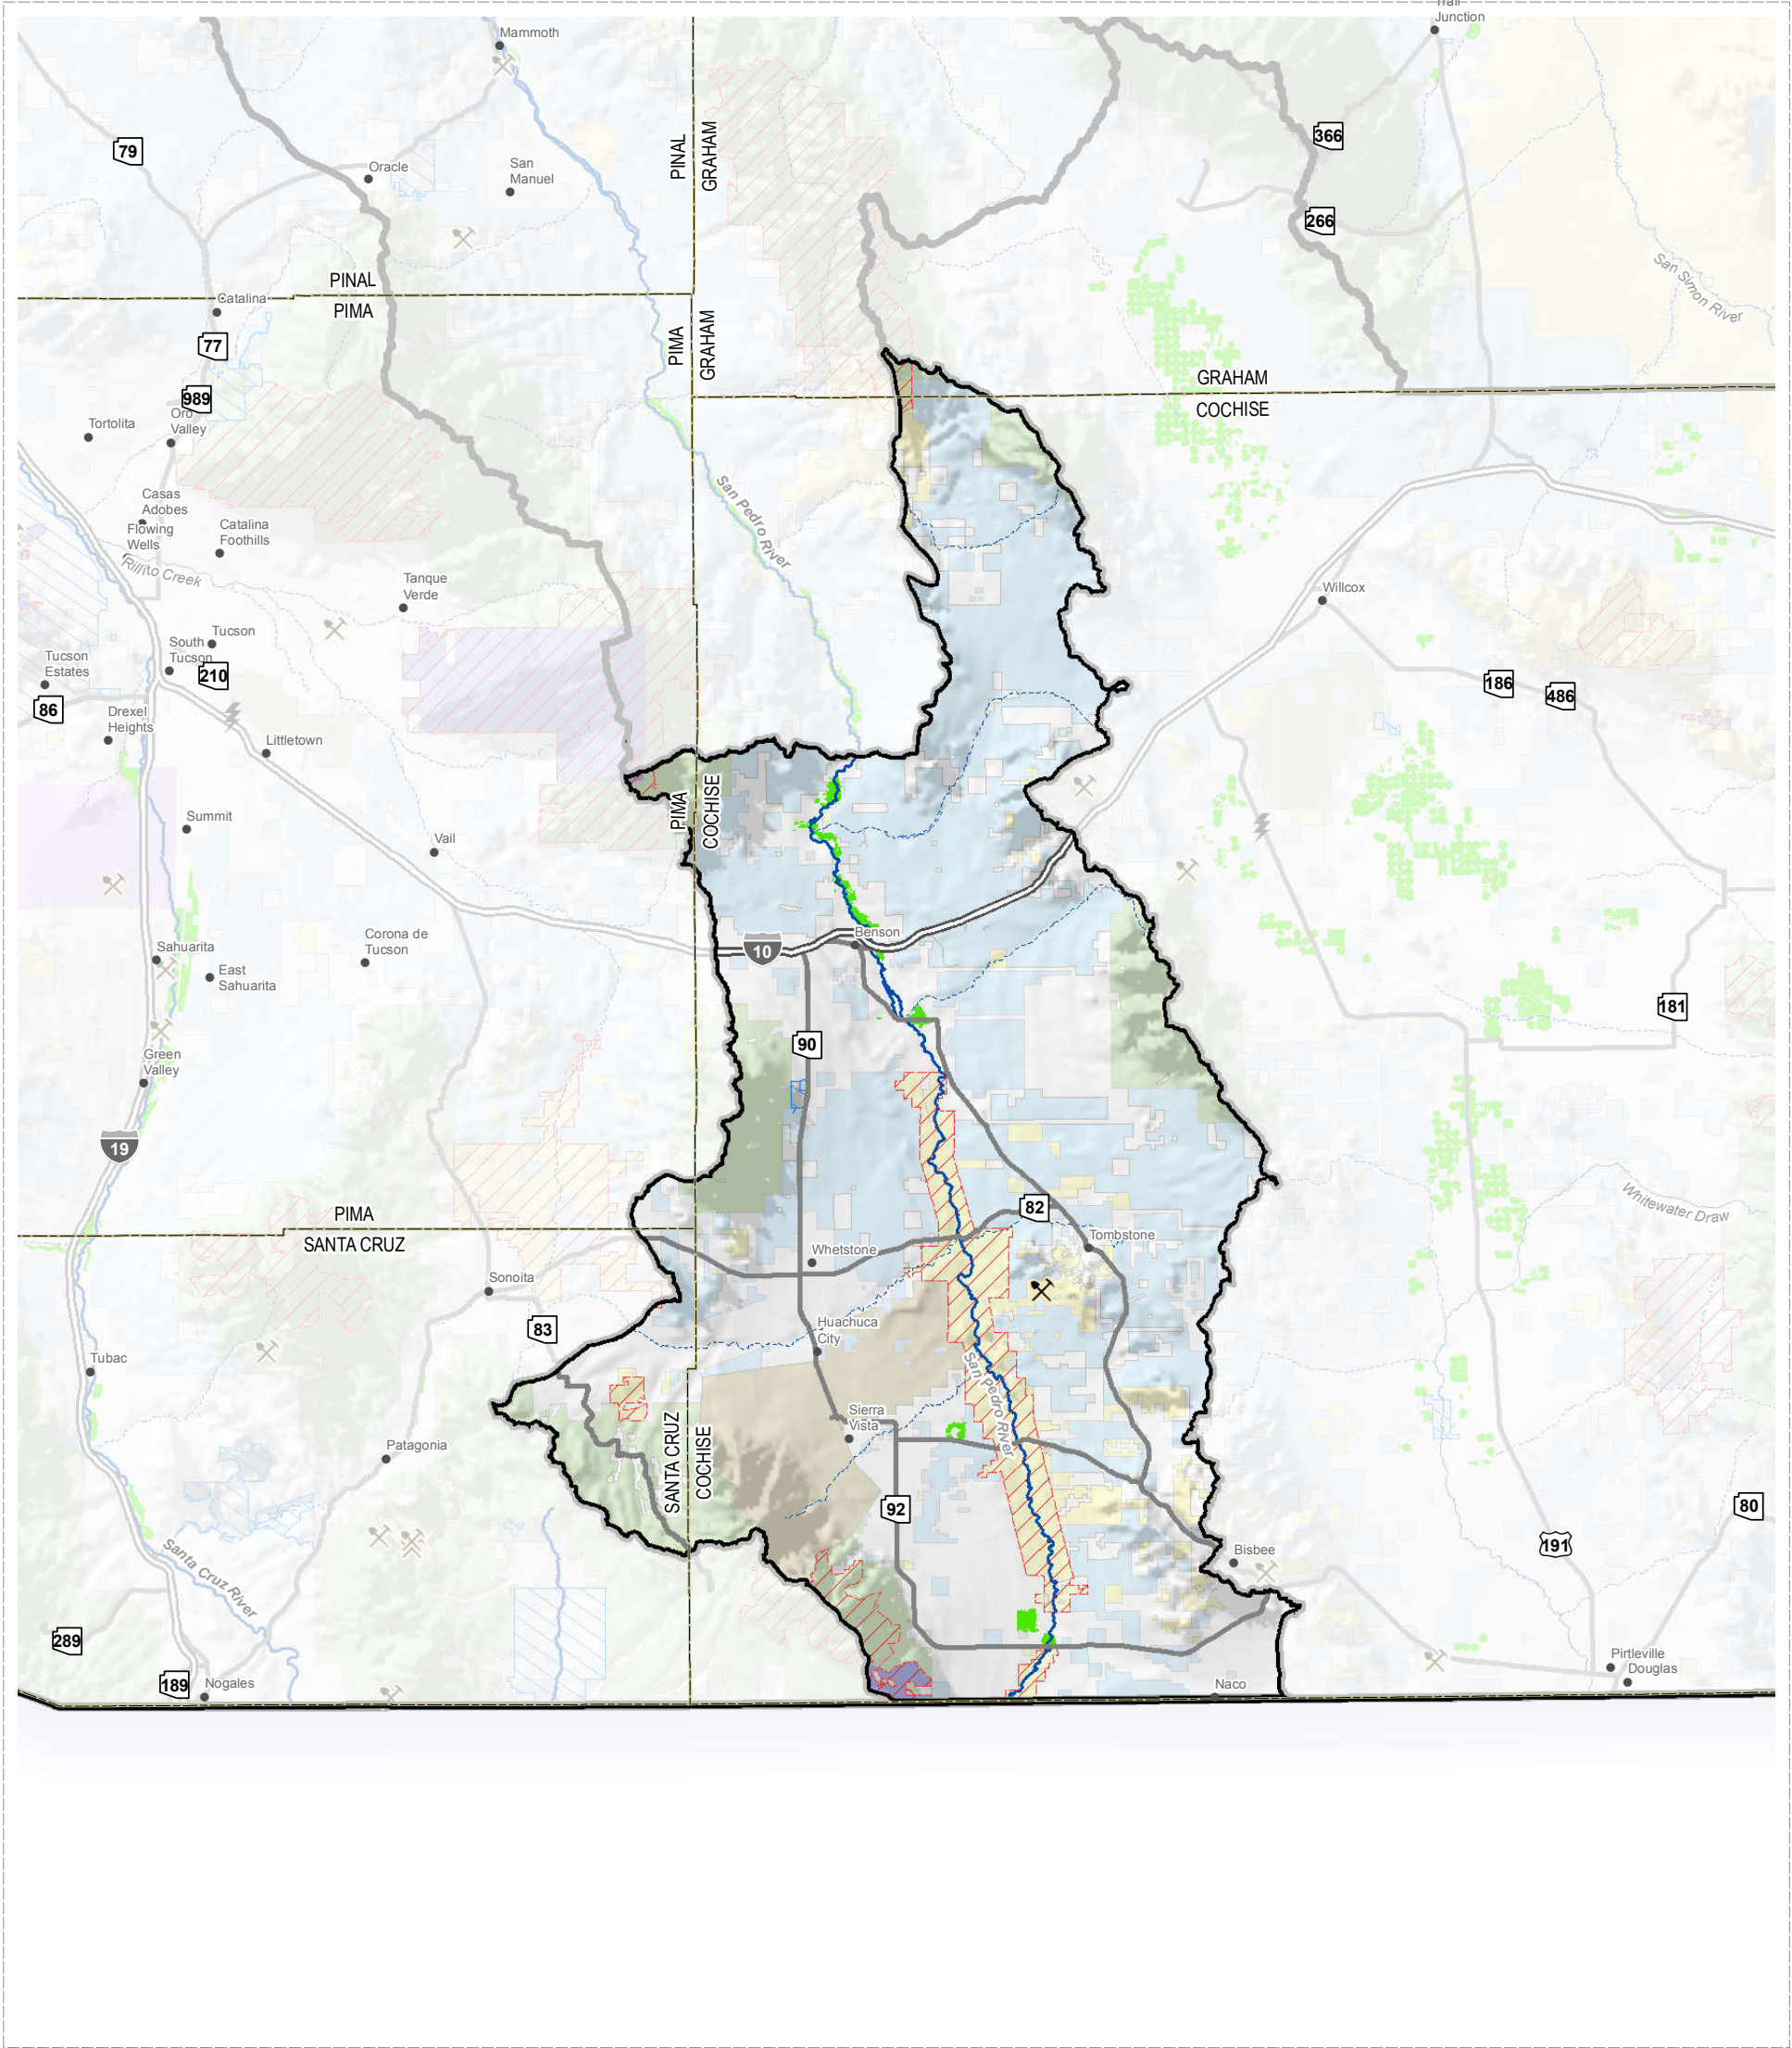 Junction
Mammoth
79
366
PINAL
GRAHAM
Oracle
San
Manuel
266
San Simon River
PINAL
PIMA
Catalina
77
PIMA
GRAHAM
GRAHAM
COCHISE
989
Oro
Valley
Tortolita
Casas
Adobes
Flowing
Wells
Catalina
Foothills
San Pedro River
Rillito Creek
Tanque
Verde
Willcox
Tucson
South
Tucson
210
Tucson
Estates
86
186
486
Drexel
Heights
Littletown
PIMA
COCHISE
Summit
Vail
Corona de
Tucson
Benson
10
Sahuarita
East
Sahuarita
181
90
Green
Valley
19
Whitewater Draw
PIMA
SANTA CRUZ
82
Tombstone
Whetstone
Sonoita
83
Huachuca
City
Tubac
San Pedro River
Sierra
Vista
SANTA CRUZ
COCHISE
Patagonia
92
80
191
Santa Cruz River
Bisbee
289
189
Nogales
Naco
Pirtleville
Douglas